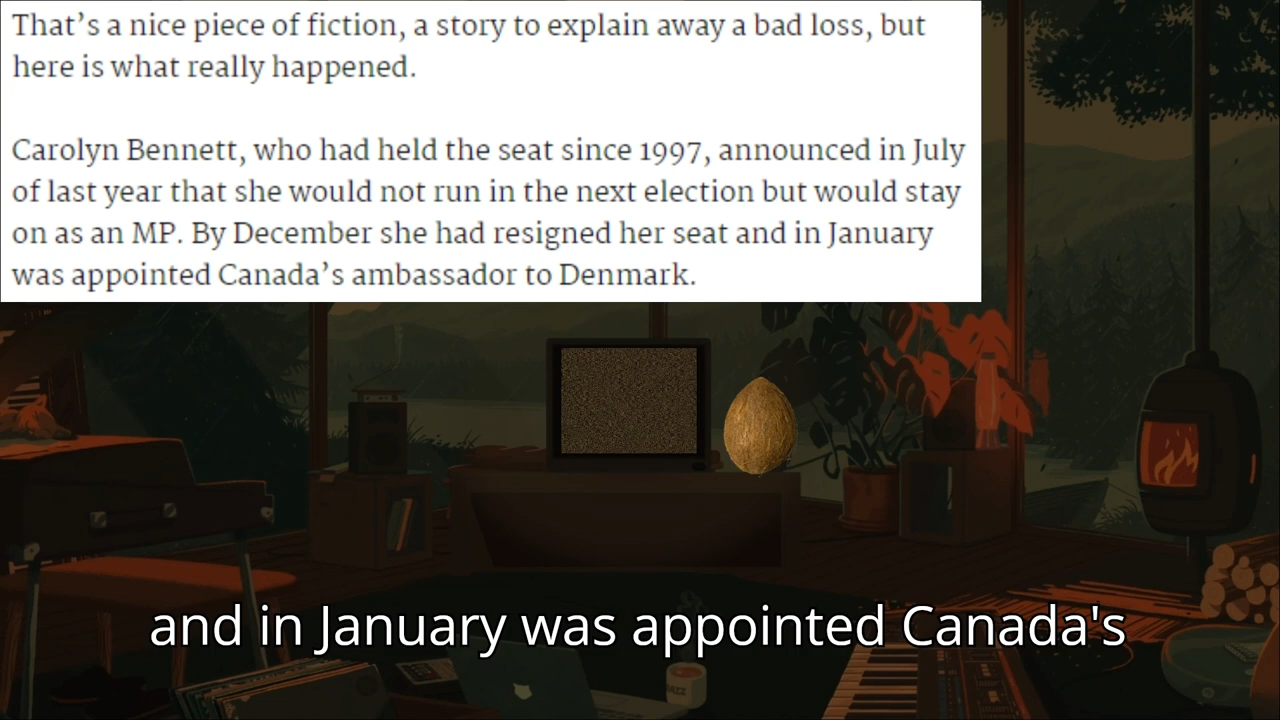 That’s a nice piece of fiction, a story to explain away a bad loss, but
here is what really happened.
Carolyn Bennett, who had held the seat since 1997, announced in July
of last year that she would not run in the next election but would stay
on as an MP. By December she had resigned her seat and in January
was appointed Canada’s ambassador to Denmark.
and in January was appointed Canada's
JAZZ